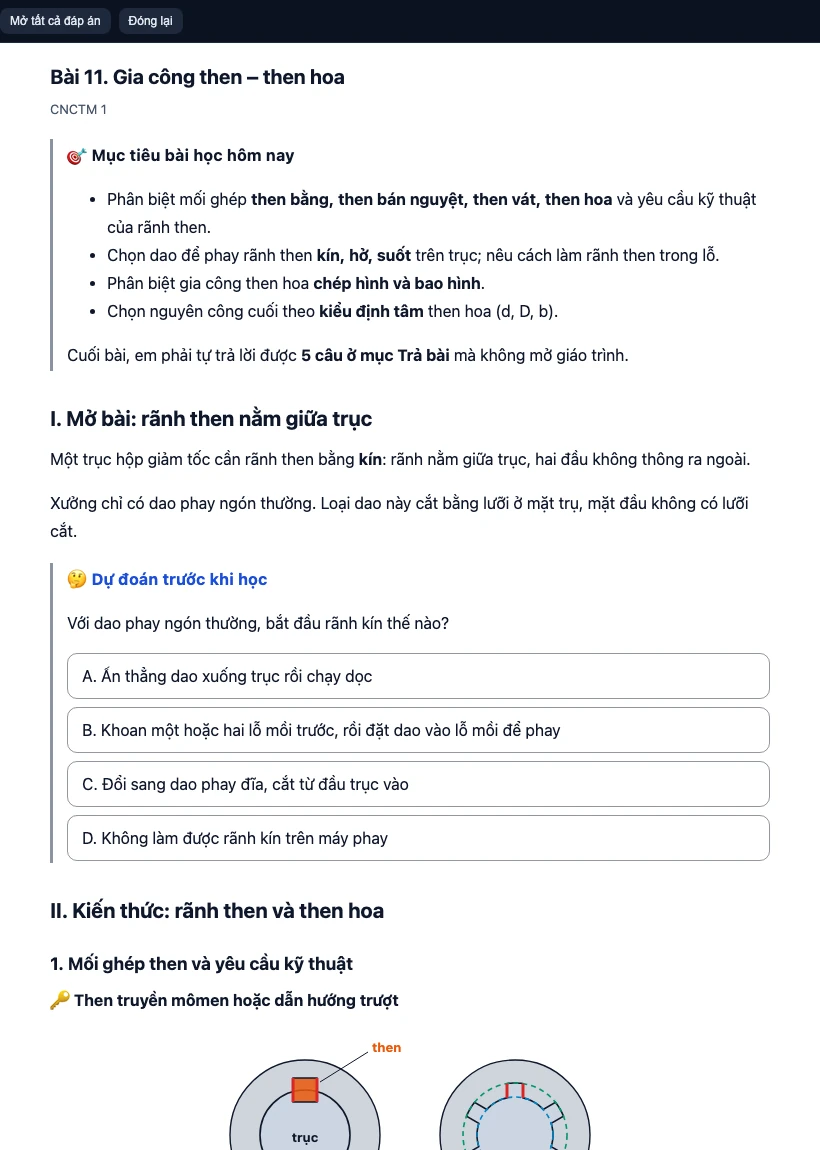 Mở tất cả đáp án
Đóng lại
Bài 11. Gia công then – then hoa
CNCTM 1
🎯 Mục tiêu bài học hôm nay
• Phân biệt mối ghép then bằng, then bán nguyệt, then vát, then hoa và yêu cầu kỹ thuật
của rãnh then.
• Chọn dao để phay rãnh then kín, hở, suốt trên trục; nêu cách làm rãnh then trong lỗ.
• Phân biệt gia công then hoa chép hình và bao hình.
• Chọn nguyên công cuối theo kiểu định tâm then hoa (d, D, b).
Cuối bài, em phải tự trả lời được 5 câu ở mục Trả bài mà không mở giáo trình.
I. Mở bài: rãnh then nằm giữa trục
Một trục hộp giảm tốc cần rãnh then bằng kín: rãnh nằm giữa trục, hai đầu không thông ra ngoài.
Xưởng chỉ có dao phay ngón thường. Loại dao này cắt bằng lưỡi ở mặt trụ, mặt đầu không có lưỡi
cắt.
🤔 Dự đoán trước khi học
Với dao phay ngón thường, bắt đầu rãnh kín thế nào?
A. Ấn thẳng dao xuống trục rồi chạy dọc
B. Khoan một hoặc hai lỗ mồi trước, rồi đặt dao vào lỗ mồi để phay
C. Đổi sang dao phay đĩa, cắt từ đầu trục vào
D. Không làm được rãnh kín trên máy phay
II. Kiến thức: rãnh then và then hoa
1. Mối ghép then và yêu cầu kỹ thuật
🔑 Then truyền mômen hoặc dẫn hướng trượt
then
trục